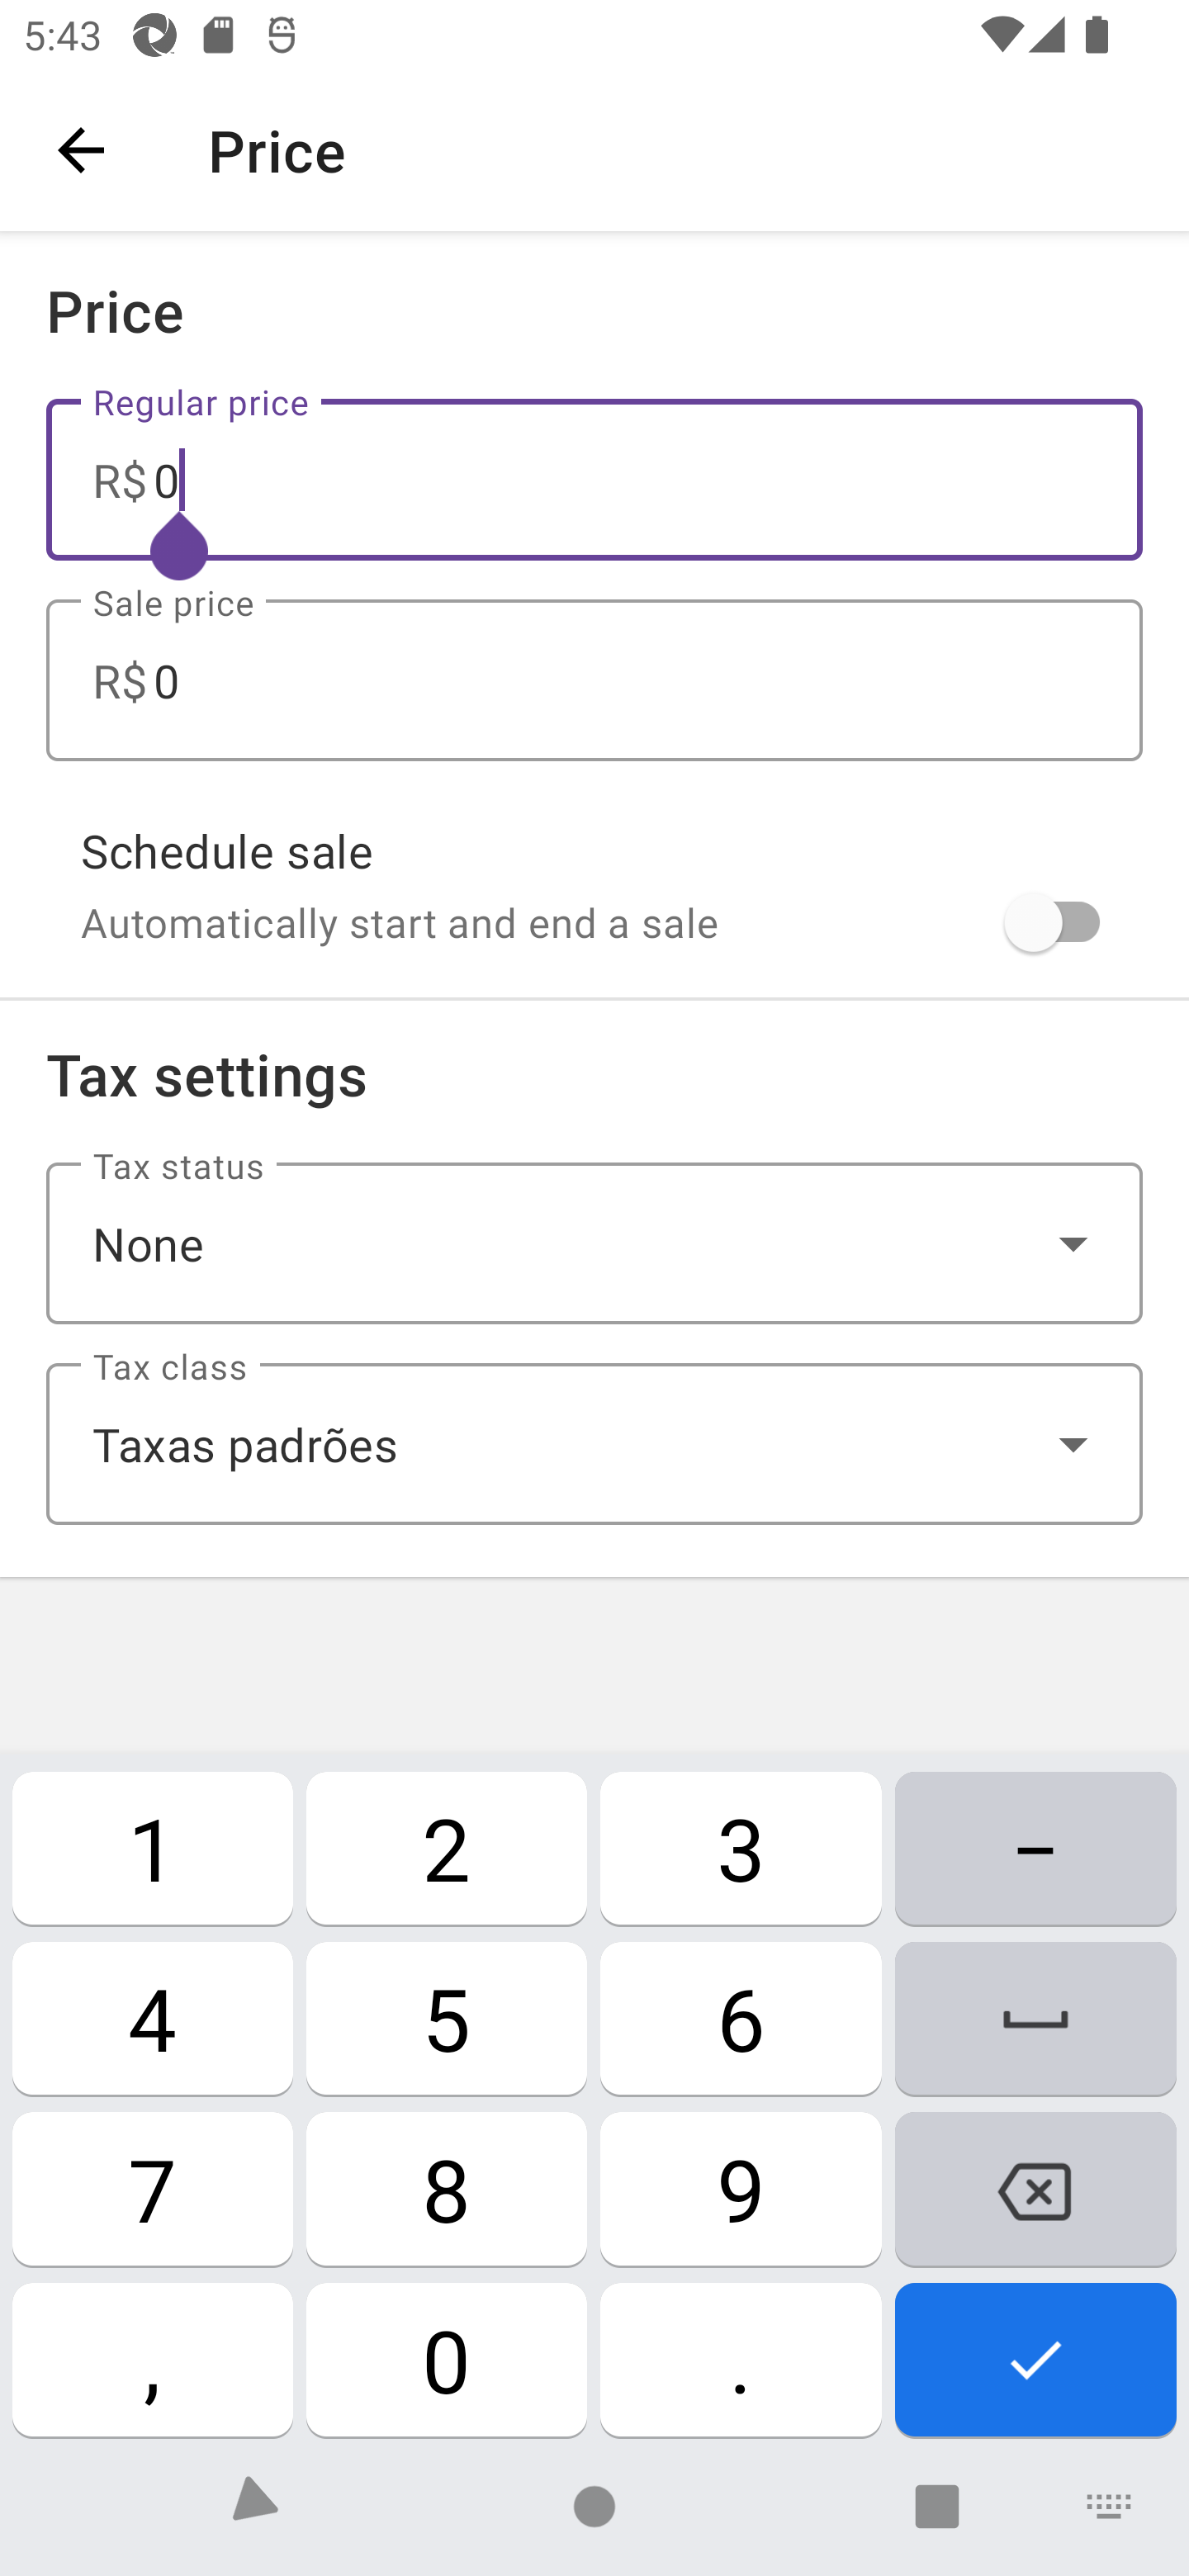 5:43
Price
Price
Regular price
R$ 0
Sale price
R$ 0
Schedule sale
Automatically start and end a sale
Tax settings
Tax status
None
Tax class
Taxas padrões
1 2 3 –
4 5 6
7 8 9
, 0 .